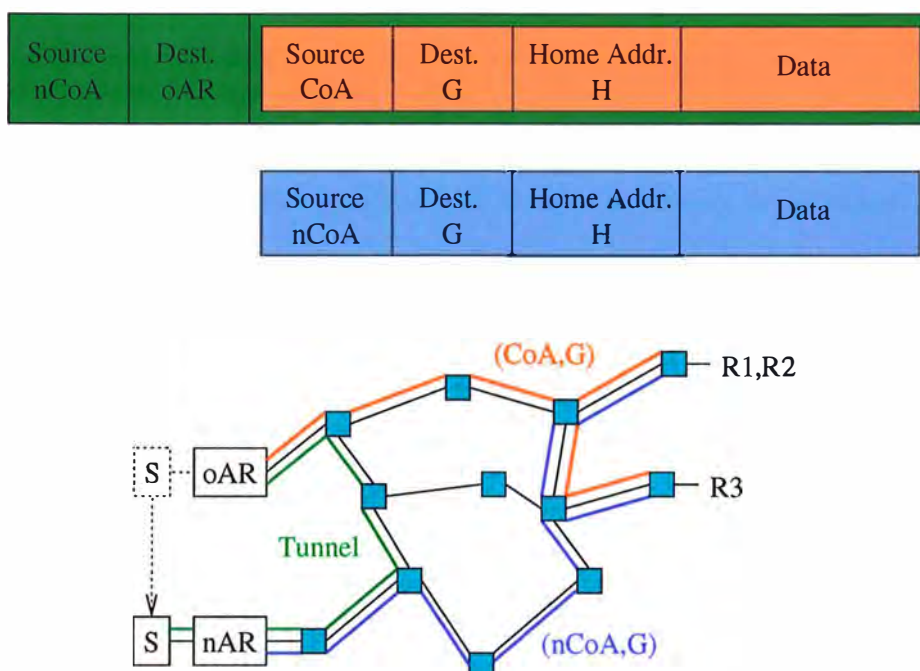 Source Dest. Source Dest. Home Addr. Data
nCoA oAR CoA G H
Source Dest. Home Addr. Data
nCoA G H
(CoA,G)
R1,R2
S oAR
R3
Tunnel
S nAR
(nCoA,G)